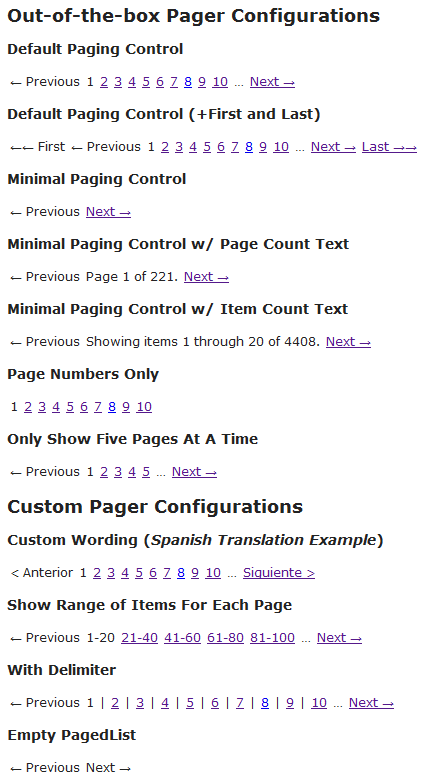 Out-of-the-box Pager Configurations
Default Paging Control
← Previous 1 2 3 4 5 6 7 8 9 10 … Next →
Default Paging Control (+First and Last)
←← First ← Previous 1 2 3 4 5 6 7 8 9 10 … Next → Last →→
Minimal Paging Control
← Previous Next →
Minimal Paging Control w/ Page Count Text
← Previous Page 1 of 221. Next →
Minimal Paging Control w/ Item Count Text
← Previous Showing items 1 through 20 of 4408. Next →
Page Numbers Only
1 2 3 4 5 6 7 8 9 10
Only Show Five Pages At A Time
← Previous 1 2 3 4 5 … Next →
Custom Pager Configurations
Custom Wording (Spanish Translation Example)
< Anterior 1 2 3 4 5 6 7 8 9 10 … Siguiente >
Show Range of Items For Each Page
← Previous 1-20 21-40 41-60 61-80 81-100 … Next →
With Delimiter
← Previous 1 | 2 | 3 | 4 | 5 | 6 | 7 | 8 | 9 | 10 … Next →
Empty PagedList
← Previous Next →